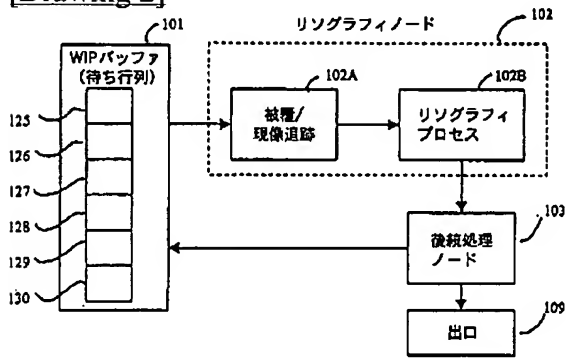 [Drawing 2]
101
WIPバッファ
(待ち行列)
125
126
127
128
129
130
リソグラフィノード
102
102A
被覆/
現像追跡
102B
リソグラフィ
プロセス
103
後続処理
ノード
109
出口